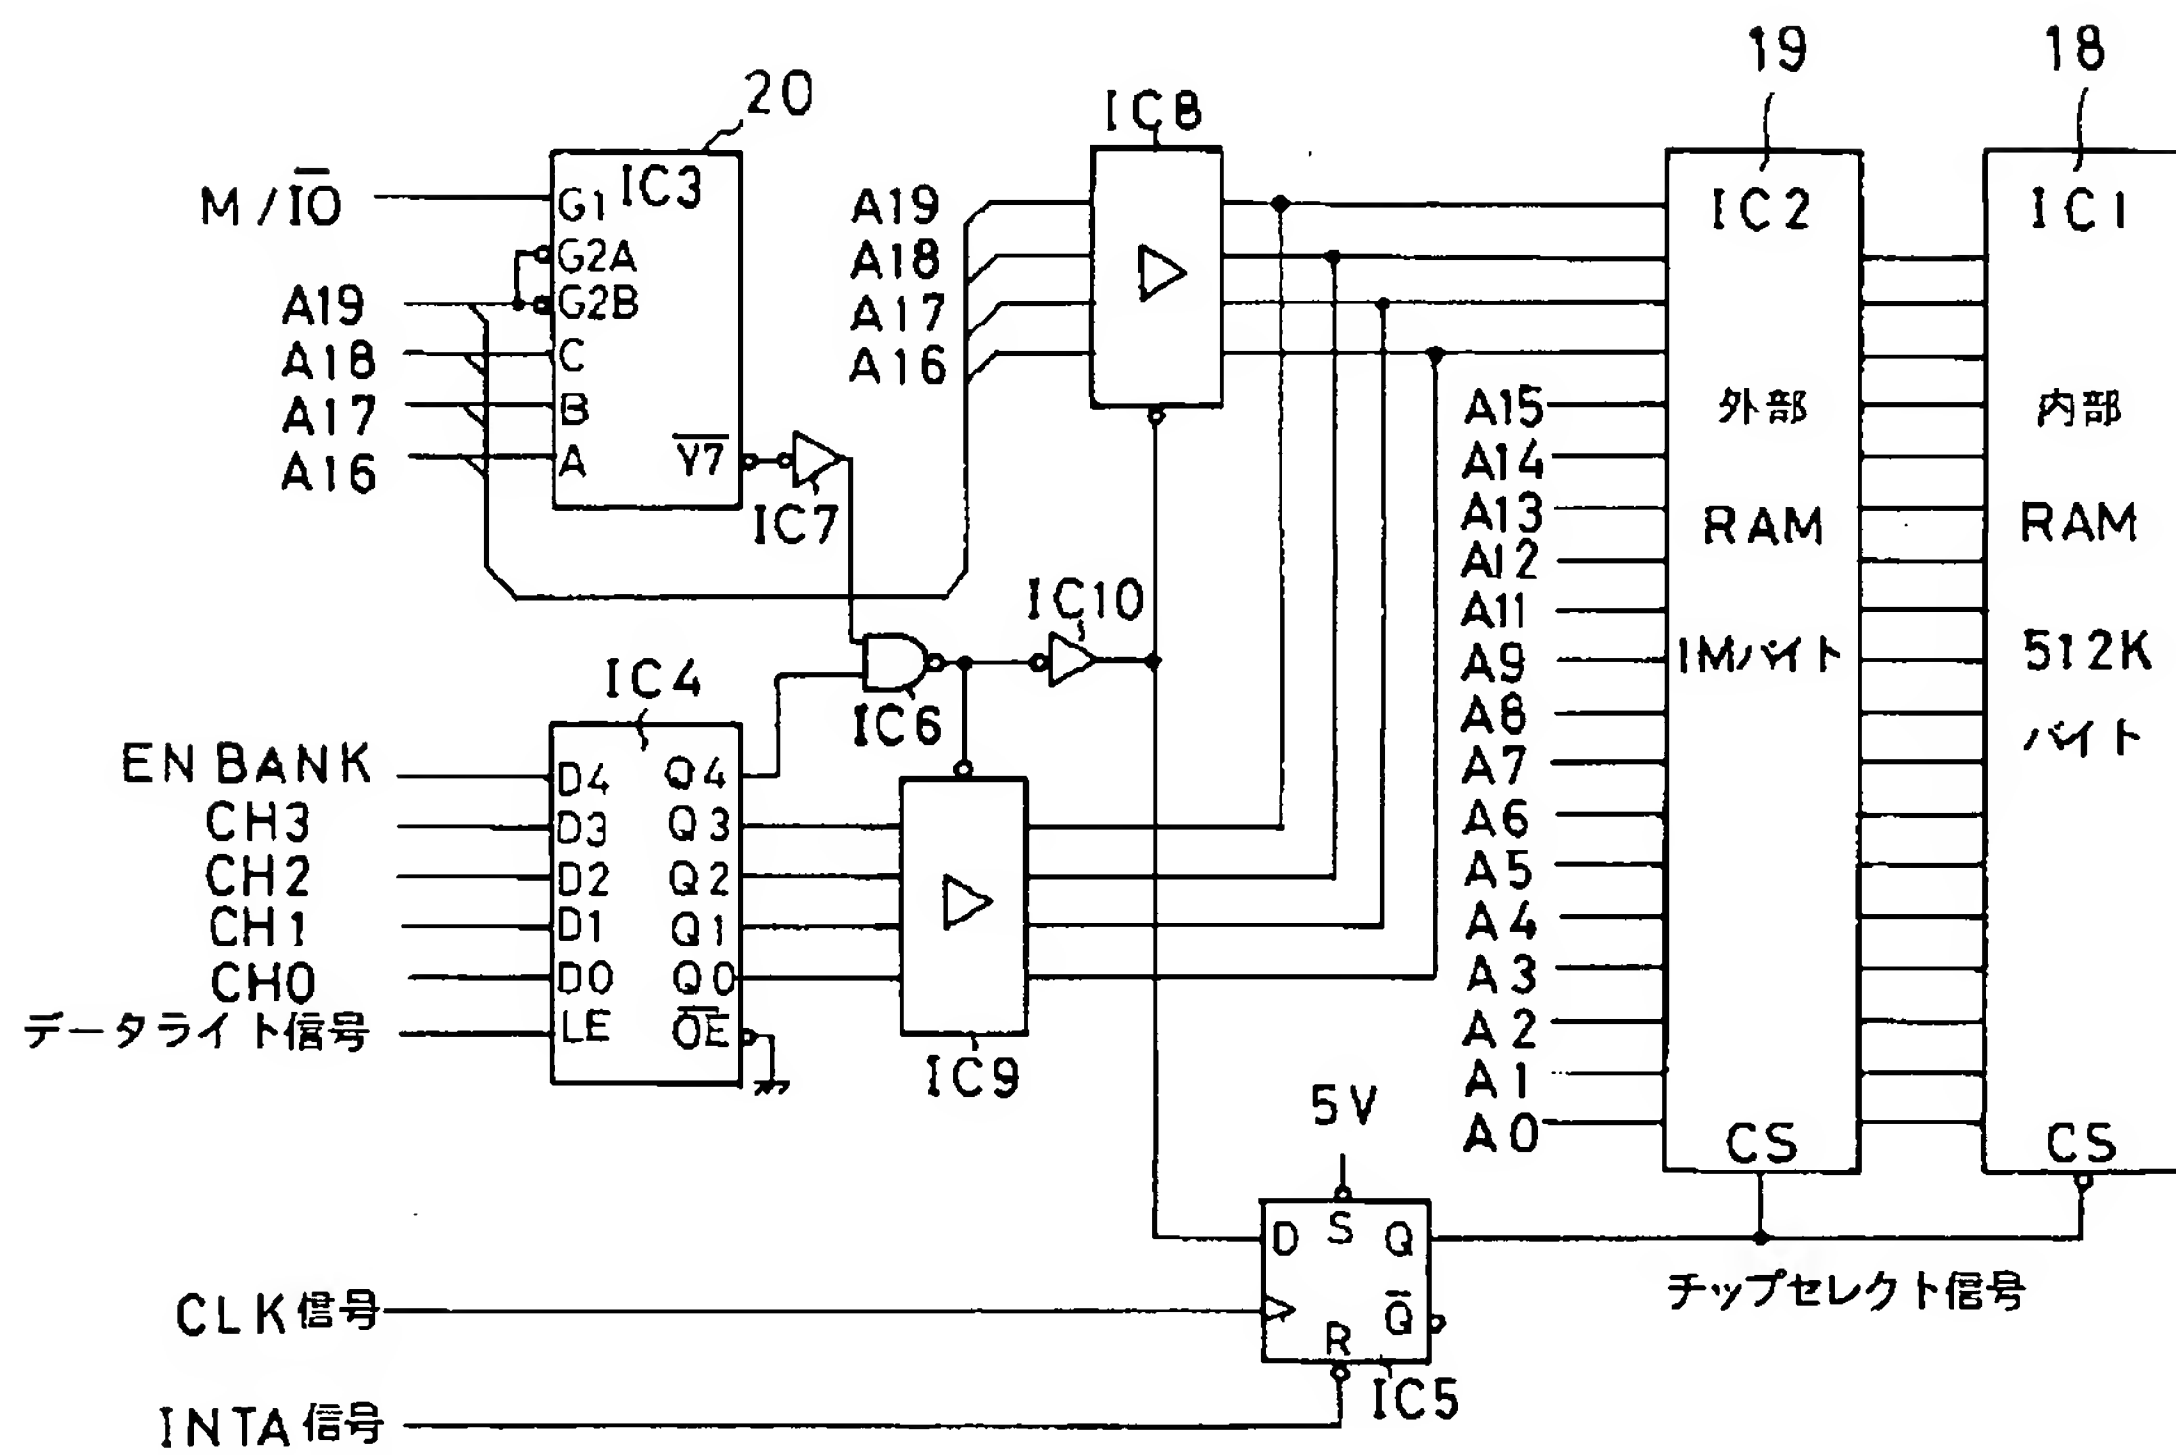 19
18
20
IC8
M/I̅O̅
IC3
G1
G2A
G2B
C
B
A
Y̅7̅
A19
A18
A17
A16
IC7
A19
A18
A17
A16
IC2
外部
RAM
1Mバイト
CS
IC1
内部
RAM
512K
バイト
CS
A15
A14
A13
A12
A11
A9
A8
A7
A6
A5
A4
A3
A2
A1
A0
IC10
IC6
IC4
EN BANK
CH3
CH2
CH1
CH0
データライト信号
D4
D3
D2
D1
D0
LE
Q4
Q3
Q2
Q1
Q0
O̅E̅
IC9
5V
D
S
Q
Q̅
R
IC5
チップセレクト信号
CLK信号
INTA信号